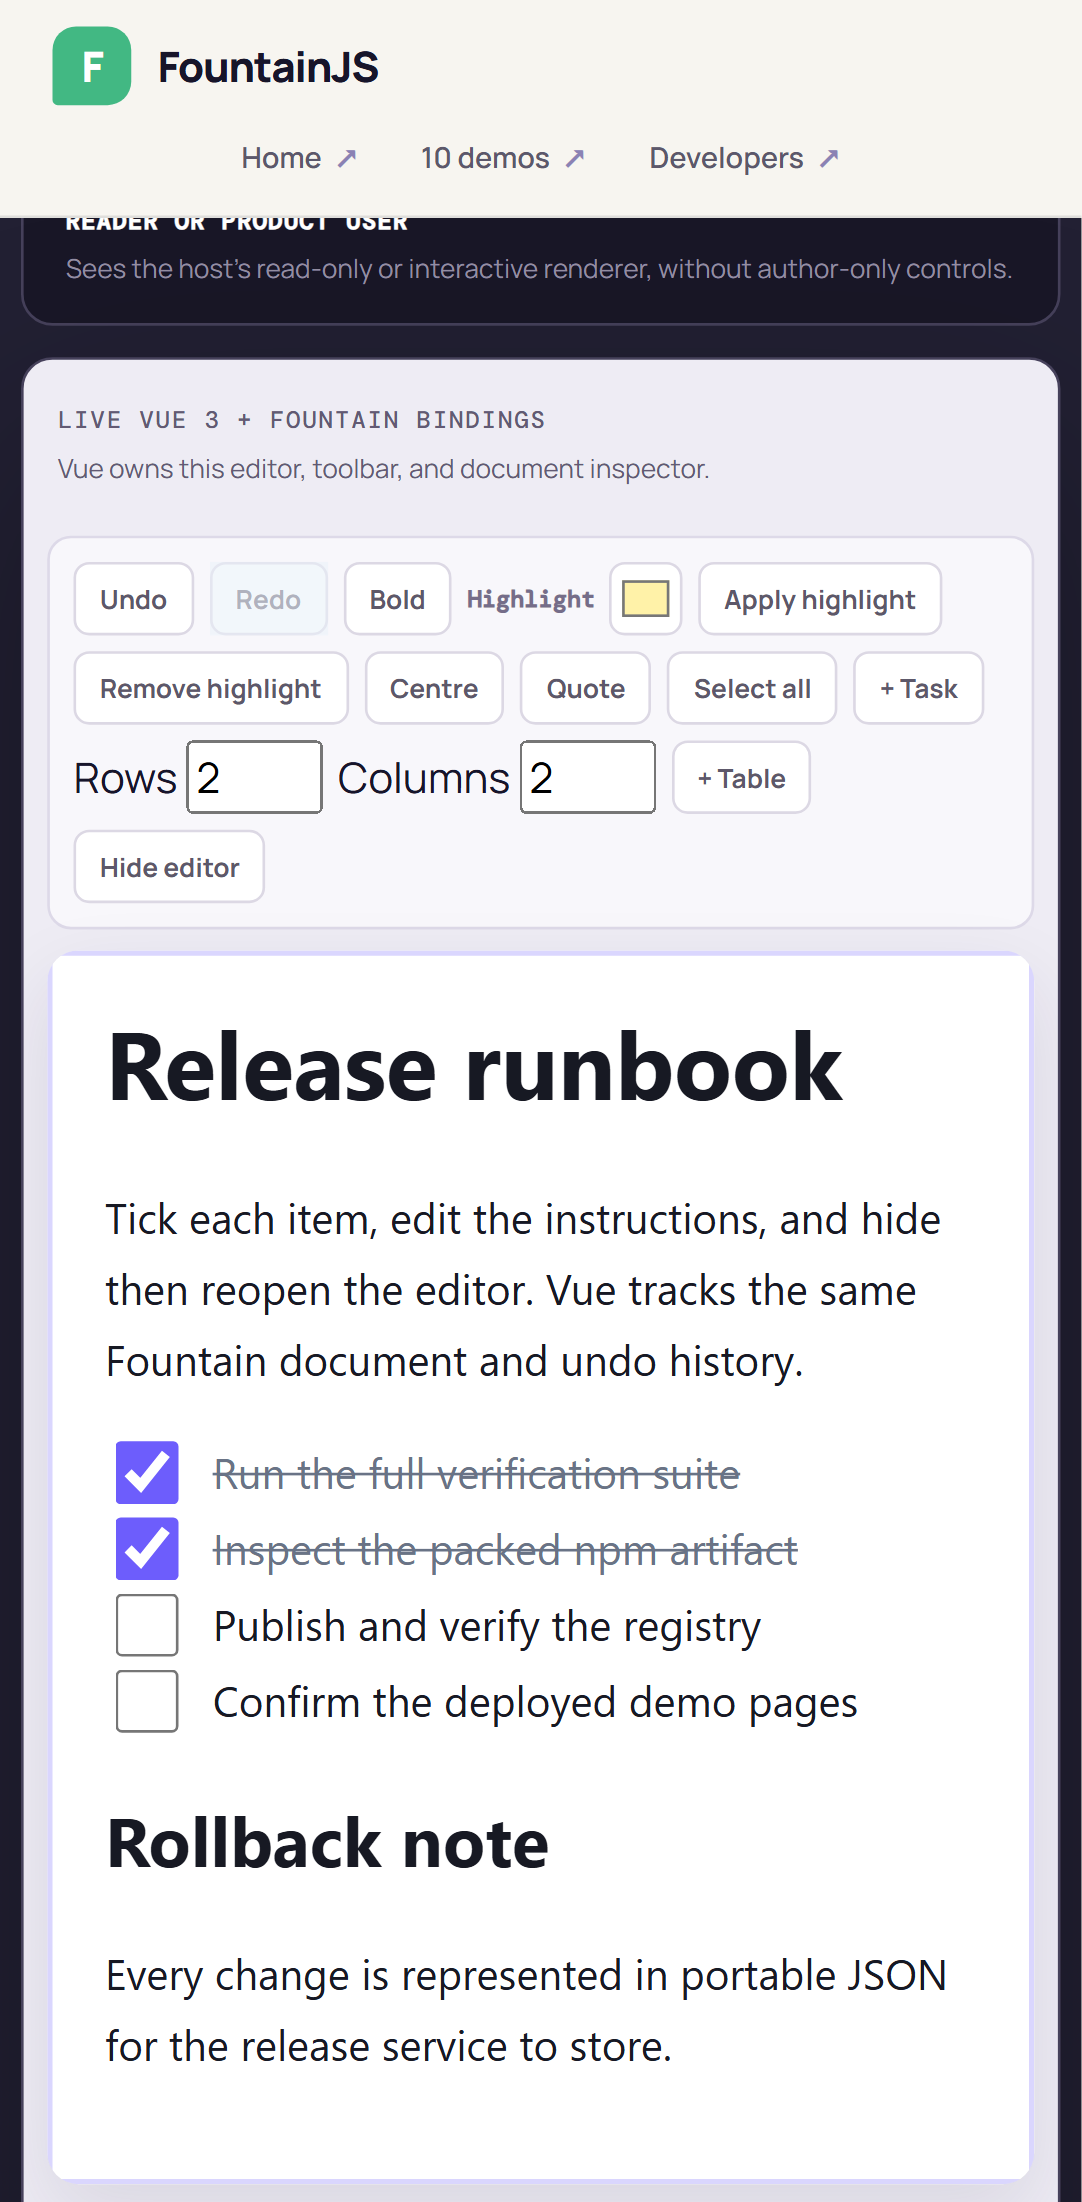 F FountainJS
Home ↗ 10 demos ↗ Developers ↗
READER OR PRODUCT USER
Sees the host's read-only or interactive renderer, without author-only controls.
LIVE VUE 3 + FOUNTAIN BINDINGS
Vue owns this editor, toolbar, and document inspector.
Undo Redo Bold Highlight Apply highlight
Remove highlight Centre Quote Select all + Task
Rows 2 Columns 2 + Table
Hide editor
Release runbook
Tick each item, edit the instructions, and hide
then reopen the editor. Vue tracks the same
Fountain document and undo history.
Run the full verification suite
Inspect the packed npm artifact
Publish and verify the registry
Confirm the deployed demo pages
Rollback note
Every change is represented in portable JSON
for the release service to store.